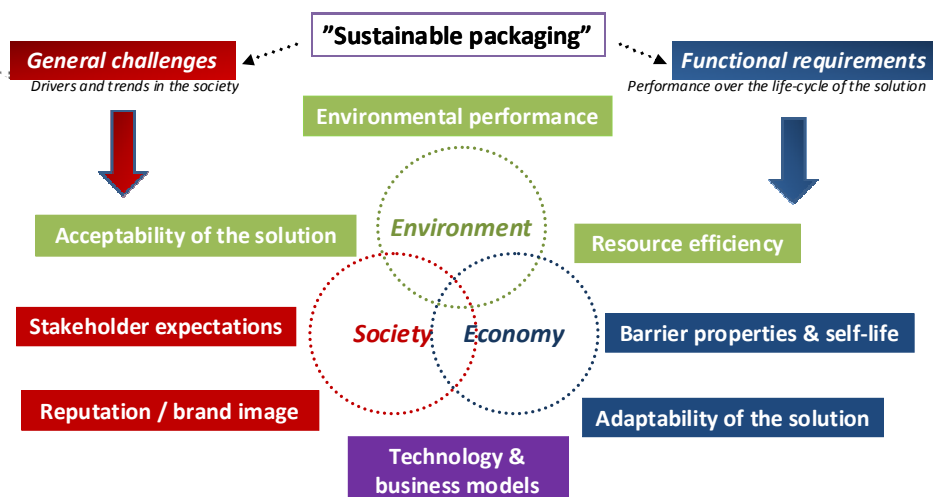 ”Sustainable packaging”
General challenges
Drivers and trends in the society
Functional requirements
Performance over the life-cycle of the solution
Environmental performance
Environment
Acceptability of the solution
Resource efficiency
Stakeholder expectations
Society
Economy
Barrier properties & self-life
Reputation / brand image
Adaptability of the solution
Technology &
business models